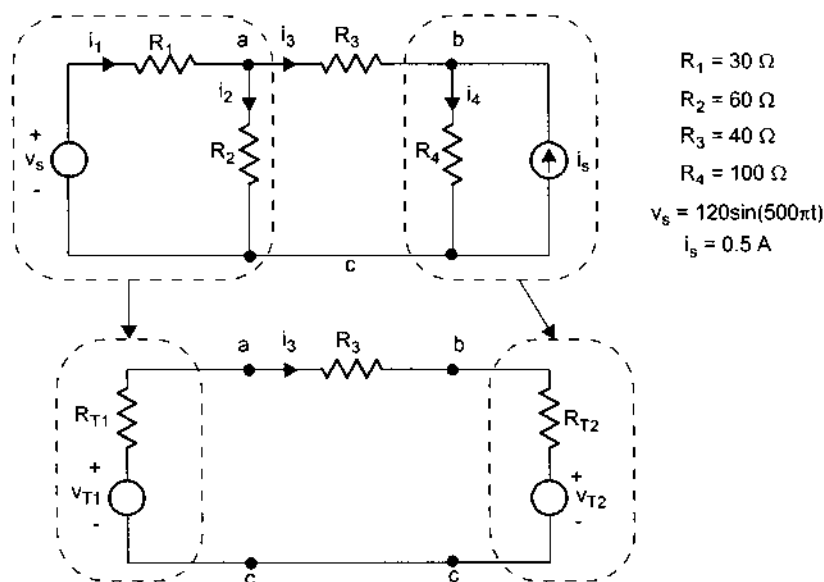 i1 R1 a i3 R3 b
i2 i4
+ vs -
R2
R4
is
c
R1 = 30 Ω
R2 = 60 Ω
R3 = 40 Ω
R4 = 100 Ω
vs = 120sin(500πt)
is = 0.5 A
a i3 R3 b
RT1
RT2
+ vT1 -
+ vT2 -
c c